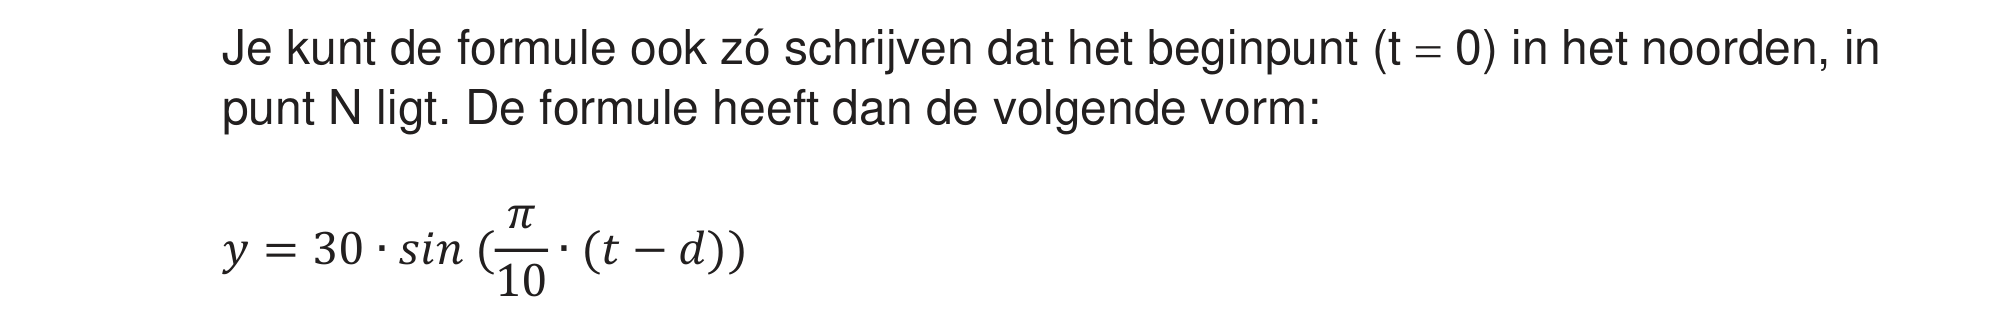 Je kunt de formule ook zó schrijven dat het beginpunt (t = 0) in het noorden, in
punt N ligt. De formule heeft dan de volgende vorm:
y = 30 · sin (π/10 · (t − d))